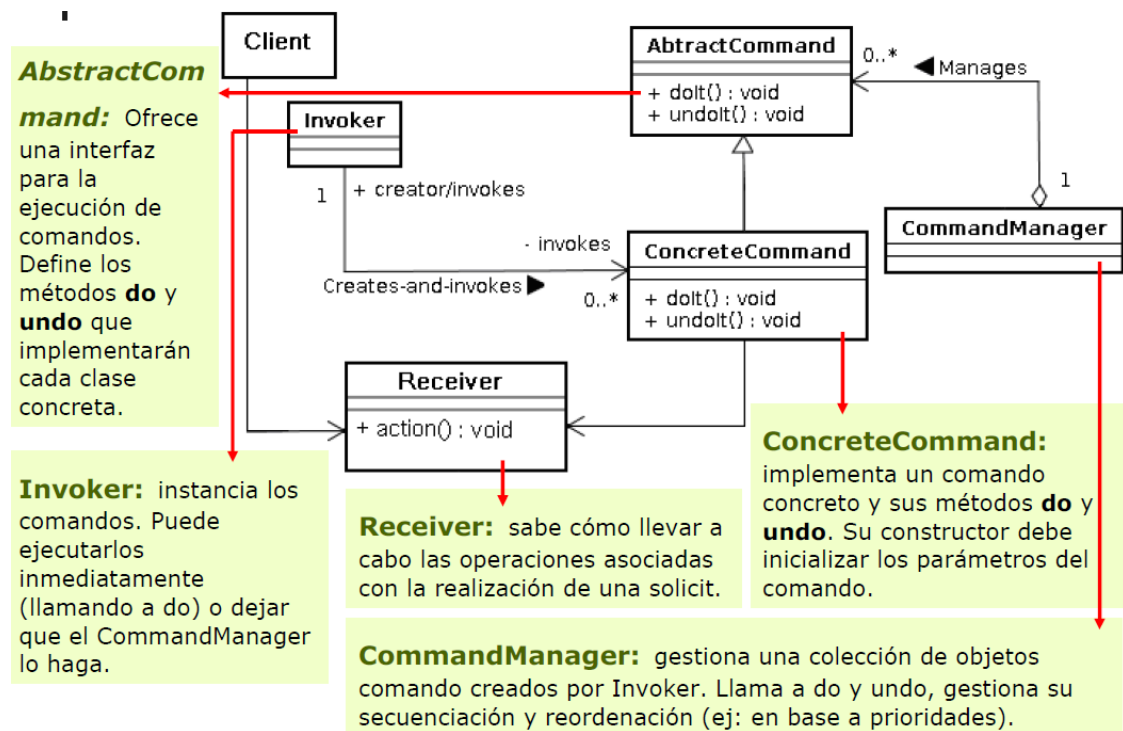 Client
AbtractCommand
+ doIt() : void
+ undoIt() : void
0..*
◀ Manages
1
CommandManager
Invoker
1
+ creator/invokes
- invokes
Creates-and-invokes ▶
0..*
ConcreteCommand
+ doIt() : void
+ undoIt() : void
Receiver
+ action() : void
AbstractCom
mand: Ofrece
una interfaz
para la
ejecución de
comandos.
Define los
métodos do y
undo que
implementarán
cada clase
concreta.
Invoker: instancia los
comandos. Puede
ejecutarlos
inmediatamente
(llamando a do) o dejar
que el CommandManager
lo haga.
Receiver: sabe cómo llevar a
cabo las operaciones asociadas
con la realización de una solicit.
ConcreteCommand:
implementa un comando
concreto y sus métodos do y
undo. Su constructor debe
inicializar los parámetros del
comando.
CommandManager: gestiona una colección de objetos
comando creados por Invoker. Llama a do y undo, gestiona su
secuenciación y reordenación (ej: en base a prioridades).